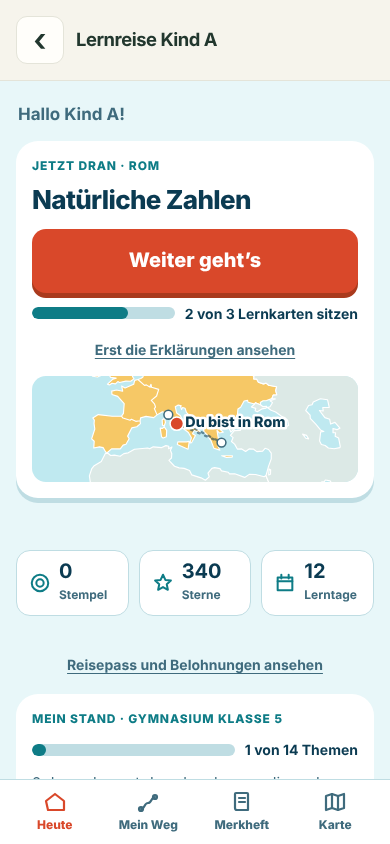 Lernreise Kind A
Hallo Kind A!
JETZT DRAN · ROM
Natürliche Zahlen
Weiter geht’s
2 von 3 Lernkarten sitzen
Erst die Erklärungen ansehen
Du bist in Rom
0
Stempel
340
Sterne
12
Lerntage
Reisepass und Belohnungen ansehen
MEIN STAND · GYMNASIUM KLASSE 5
1 von 14 Themen
Heute
Mein Weg
Merkheft
Karte